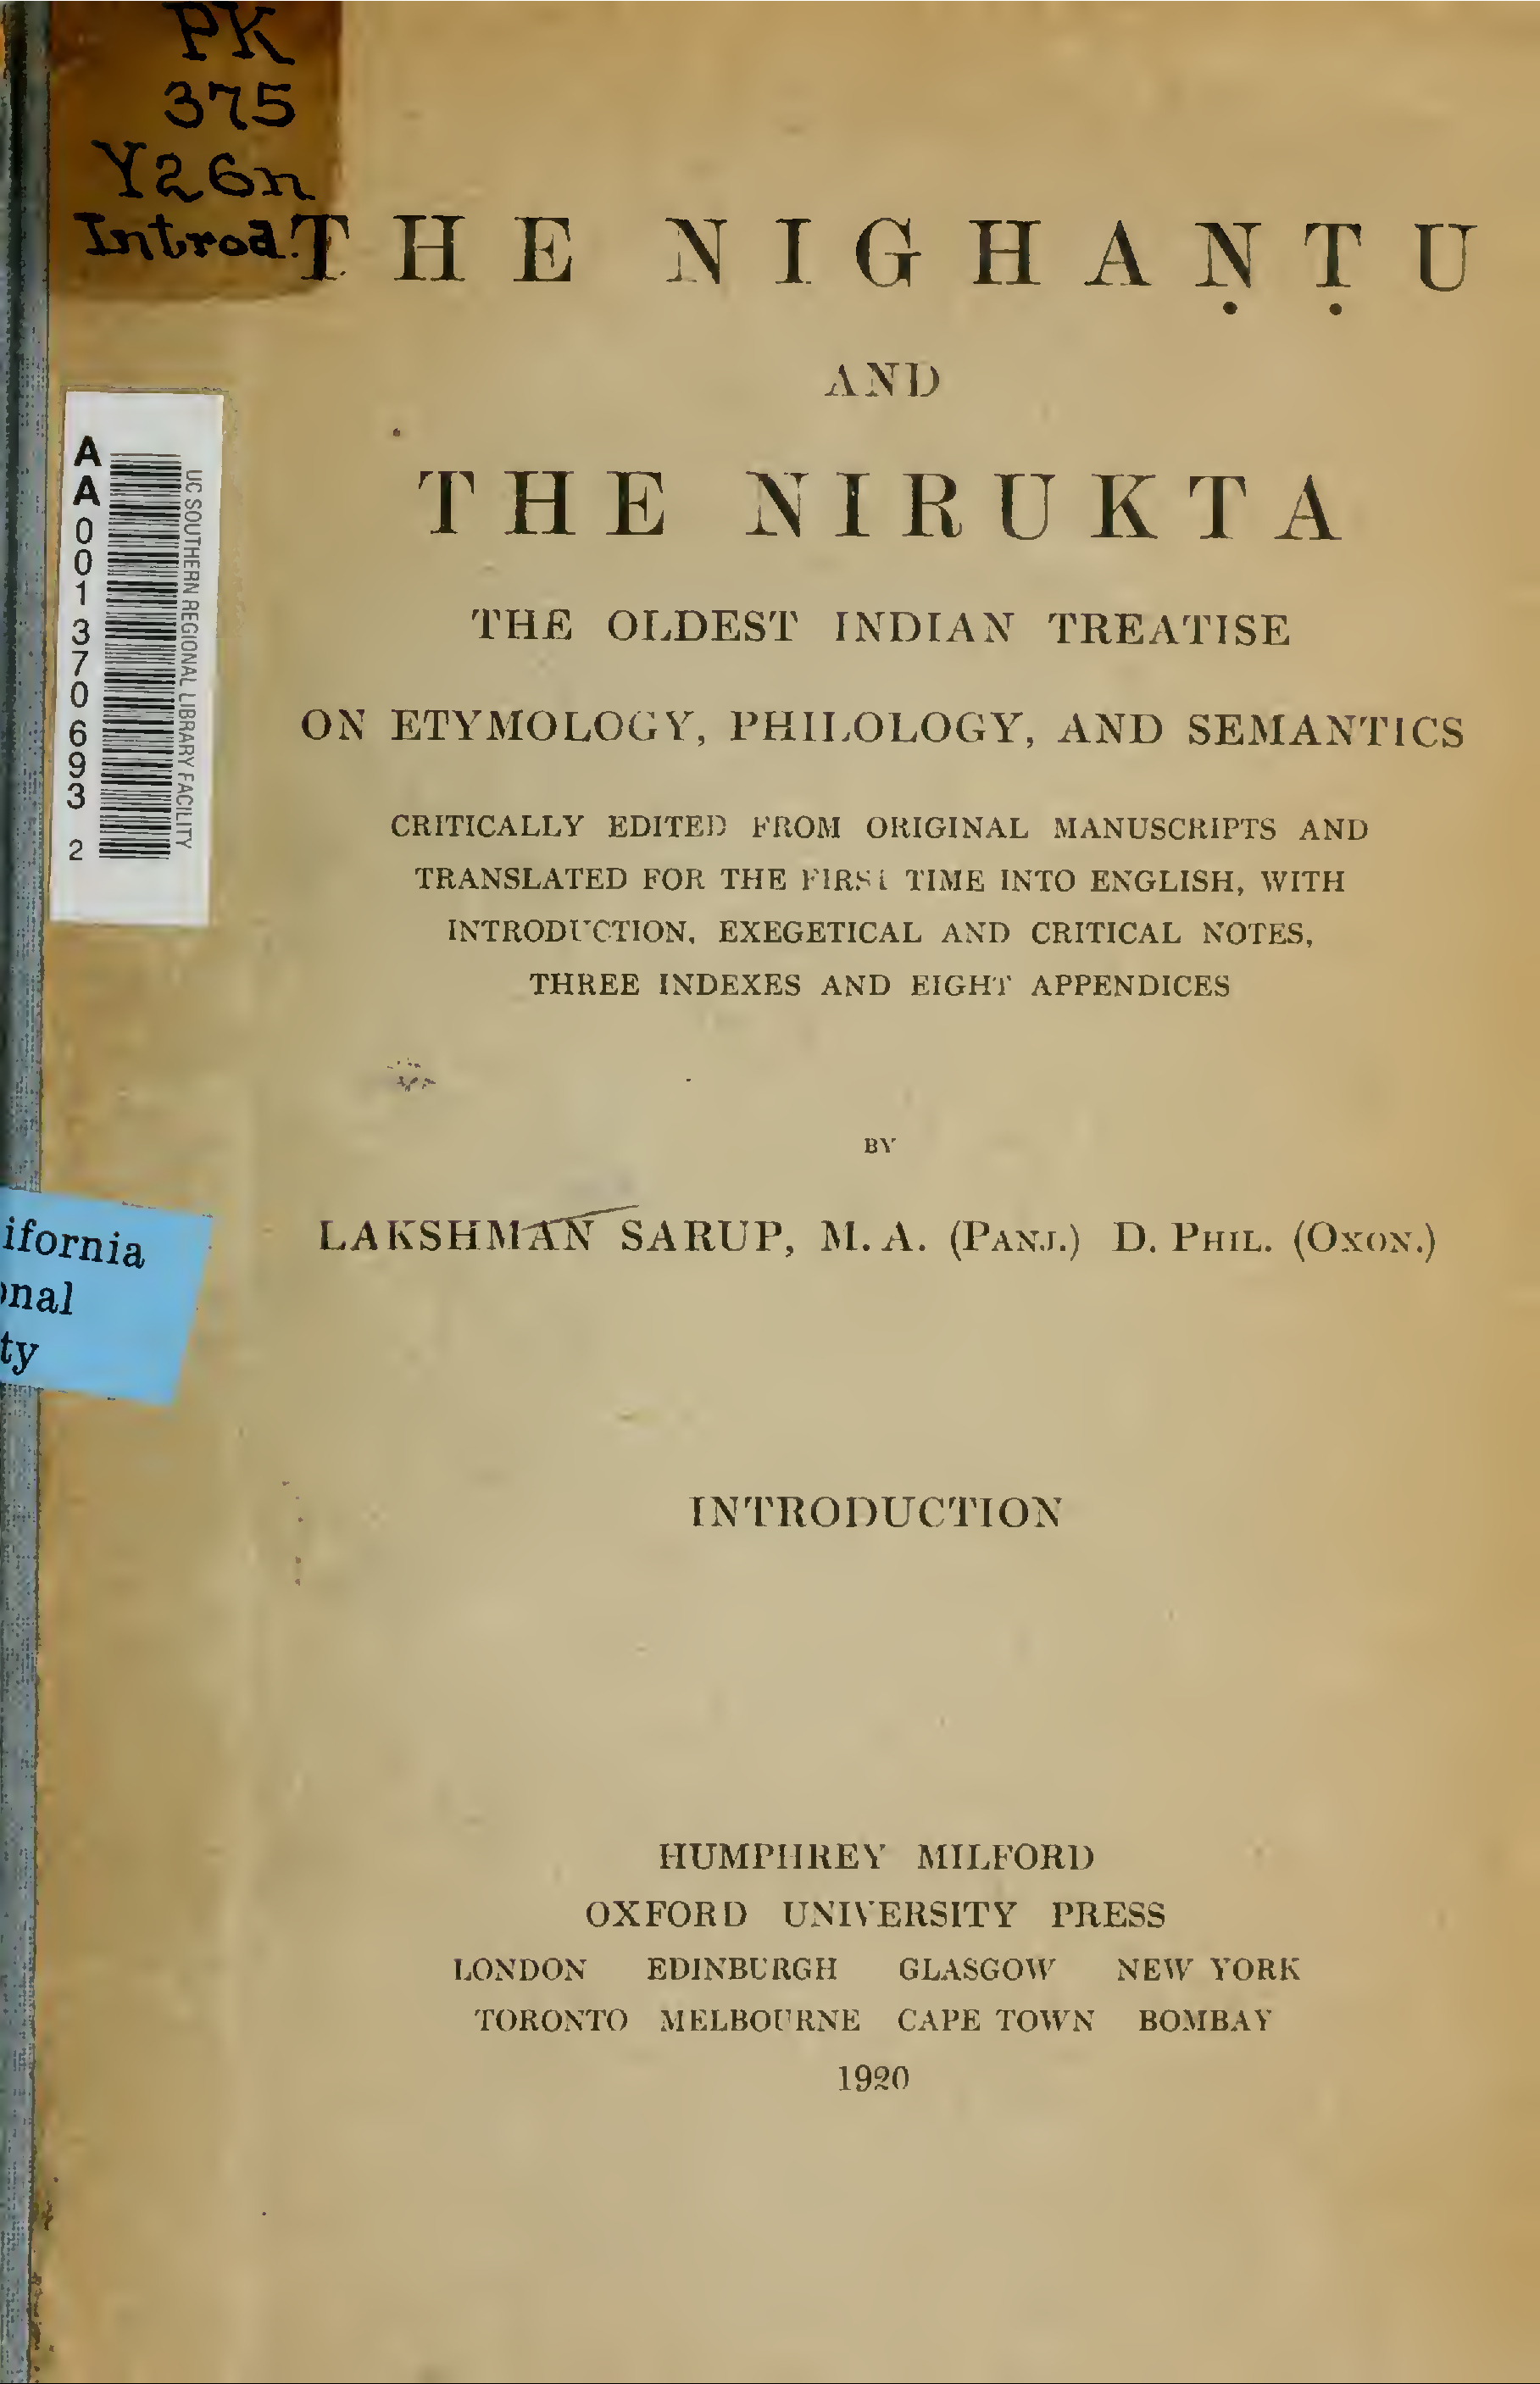 PK
375
Y26n
Introd.
THE NIGHAṆṬU
AND
THE NIRUKTA
THE OLDEST INDIAN TREATISE
ON ETYMOLOGY, PHILOLOGY, AND SEMANTICS
CRITICALLY EDITED FROM ORIGINAL MANUSCRIPTS AND
TRANSLATED FOR THE FIRST TIME INTO ENGLISH, WITH
INTRODUCTION, EXEGETICAL AND CRITICAL NOTES,
THREE INDEXES AND EIGHT APPENDICES
BY
LAKSHMAN SARUP, M.A. (PANJ.) D. PHIL. (OXON.)
INTRODUCTION
HUMPHREY MILFORD
OXFORD UNIVERSITY PRESS
LONDON EDINBURGH GLASGOW NEW YORK
TORONTO MELBOURNE CAPE TOWN BOMBAY
1920
AA001370693 2
UC SOUTHERN REGIONAL LIBRARY FACILITY
ifornia
onal
ty